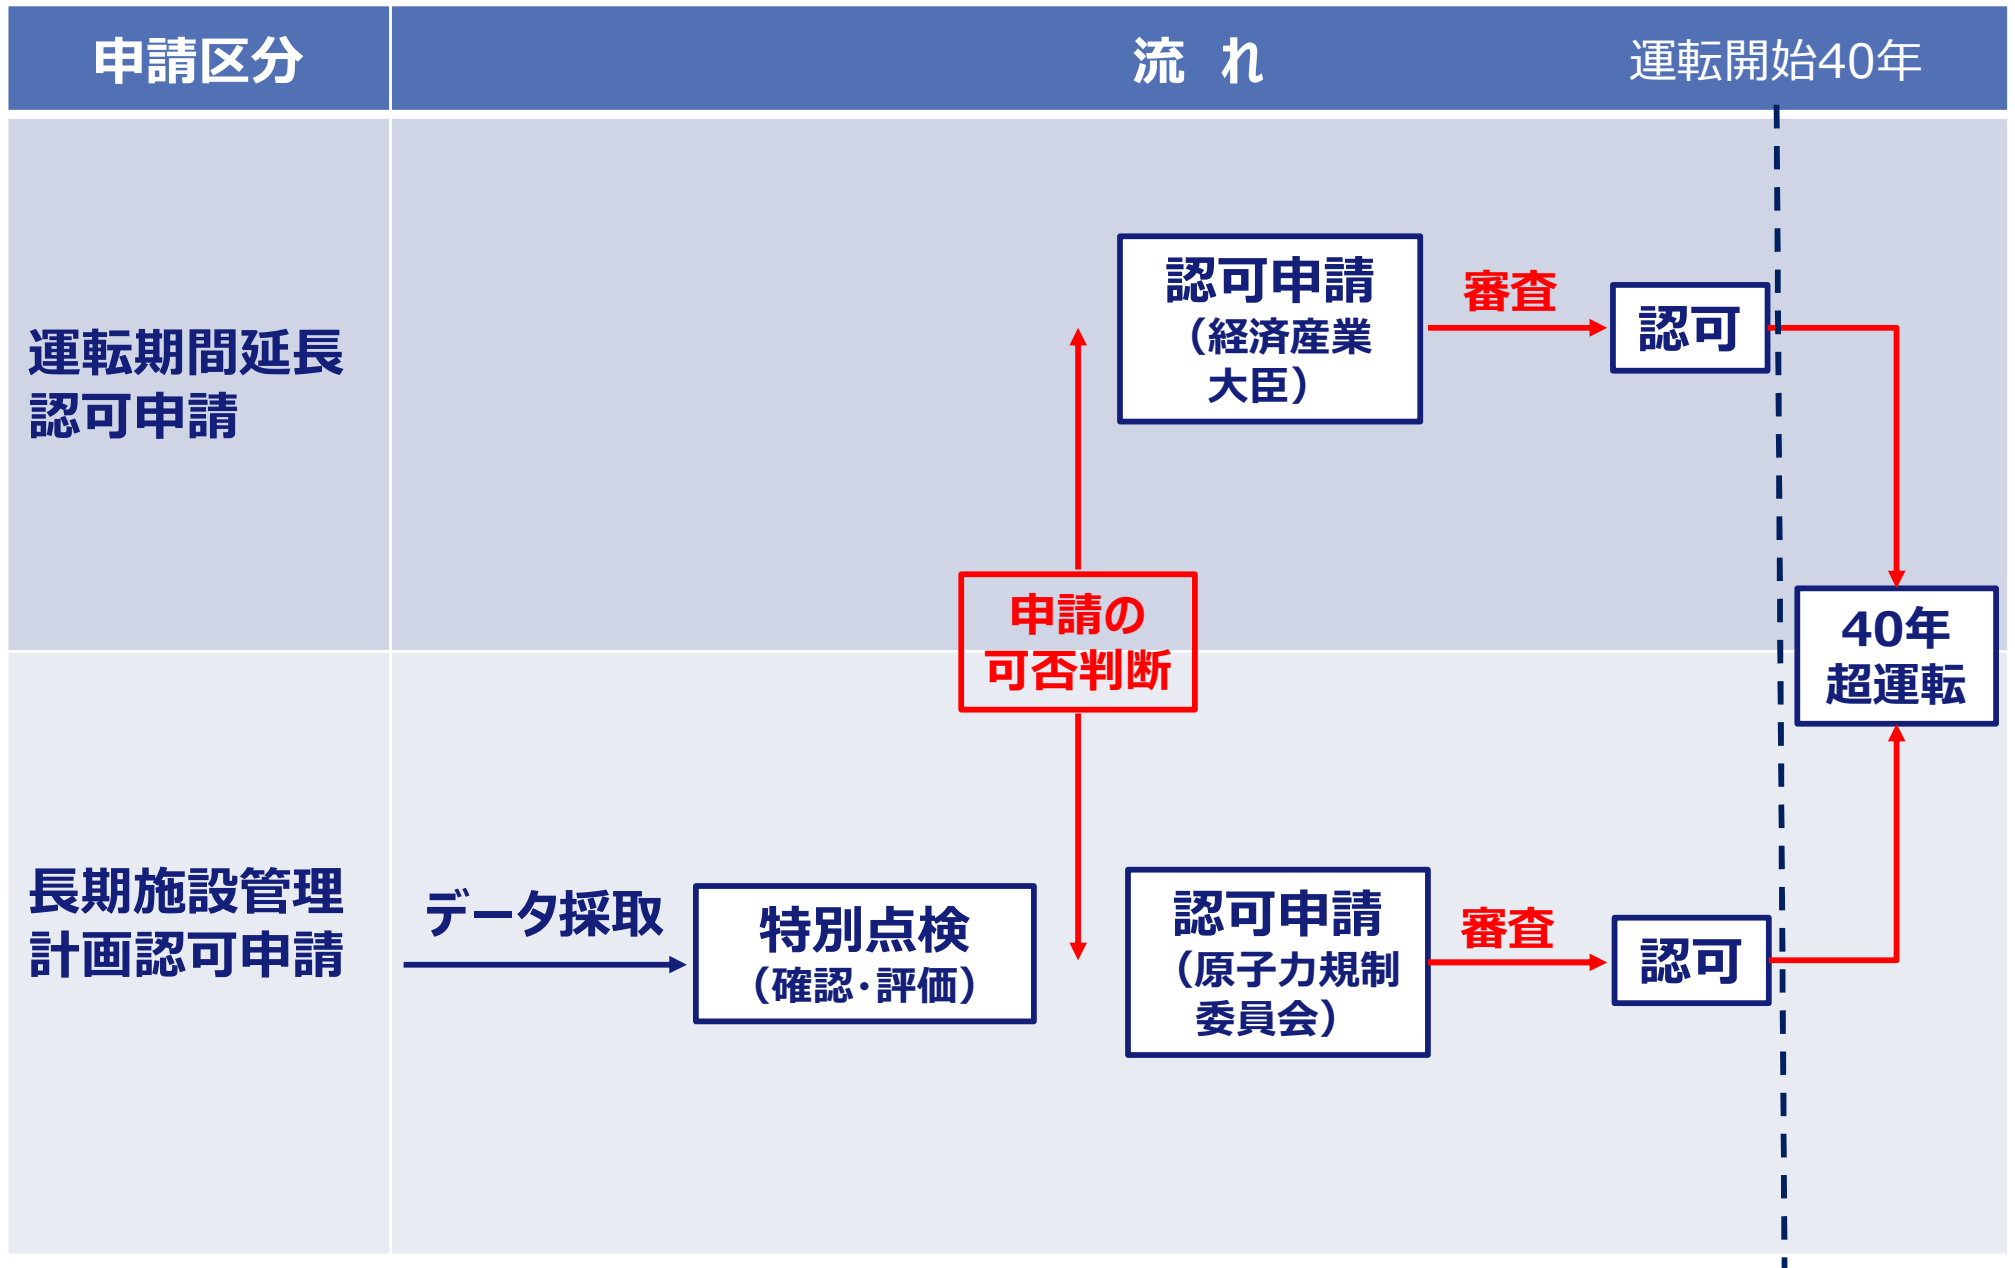 申請区分
流 れ
運転開始40年
運転期間延長
認可申請
認可申請
（経済産業
大臣）
審査
認可
申請の
可否判断
40年
超運転
長期施設管理
計画認可申請
データ採取
特別点検
（確認・評価）
認可申請
（原子力規制
委員会）
審査
認可